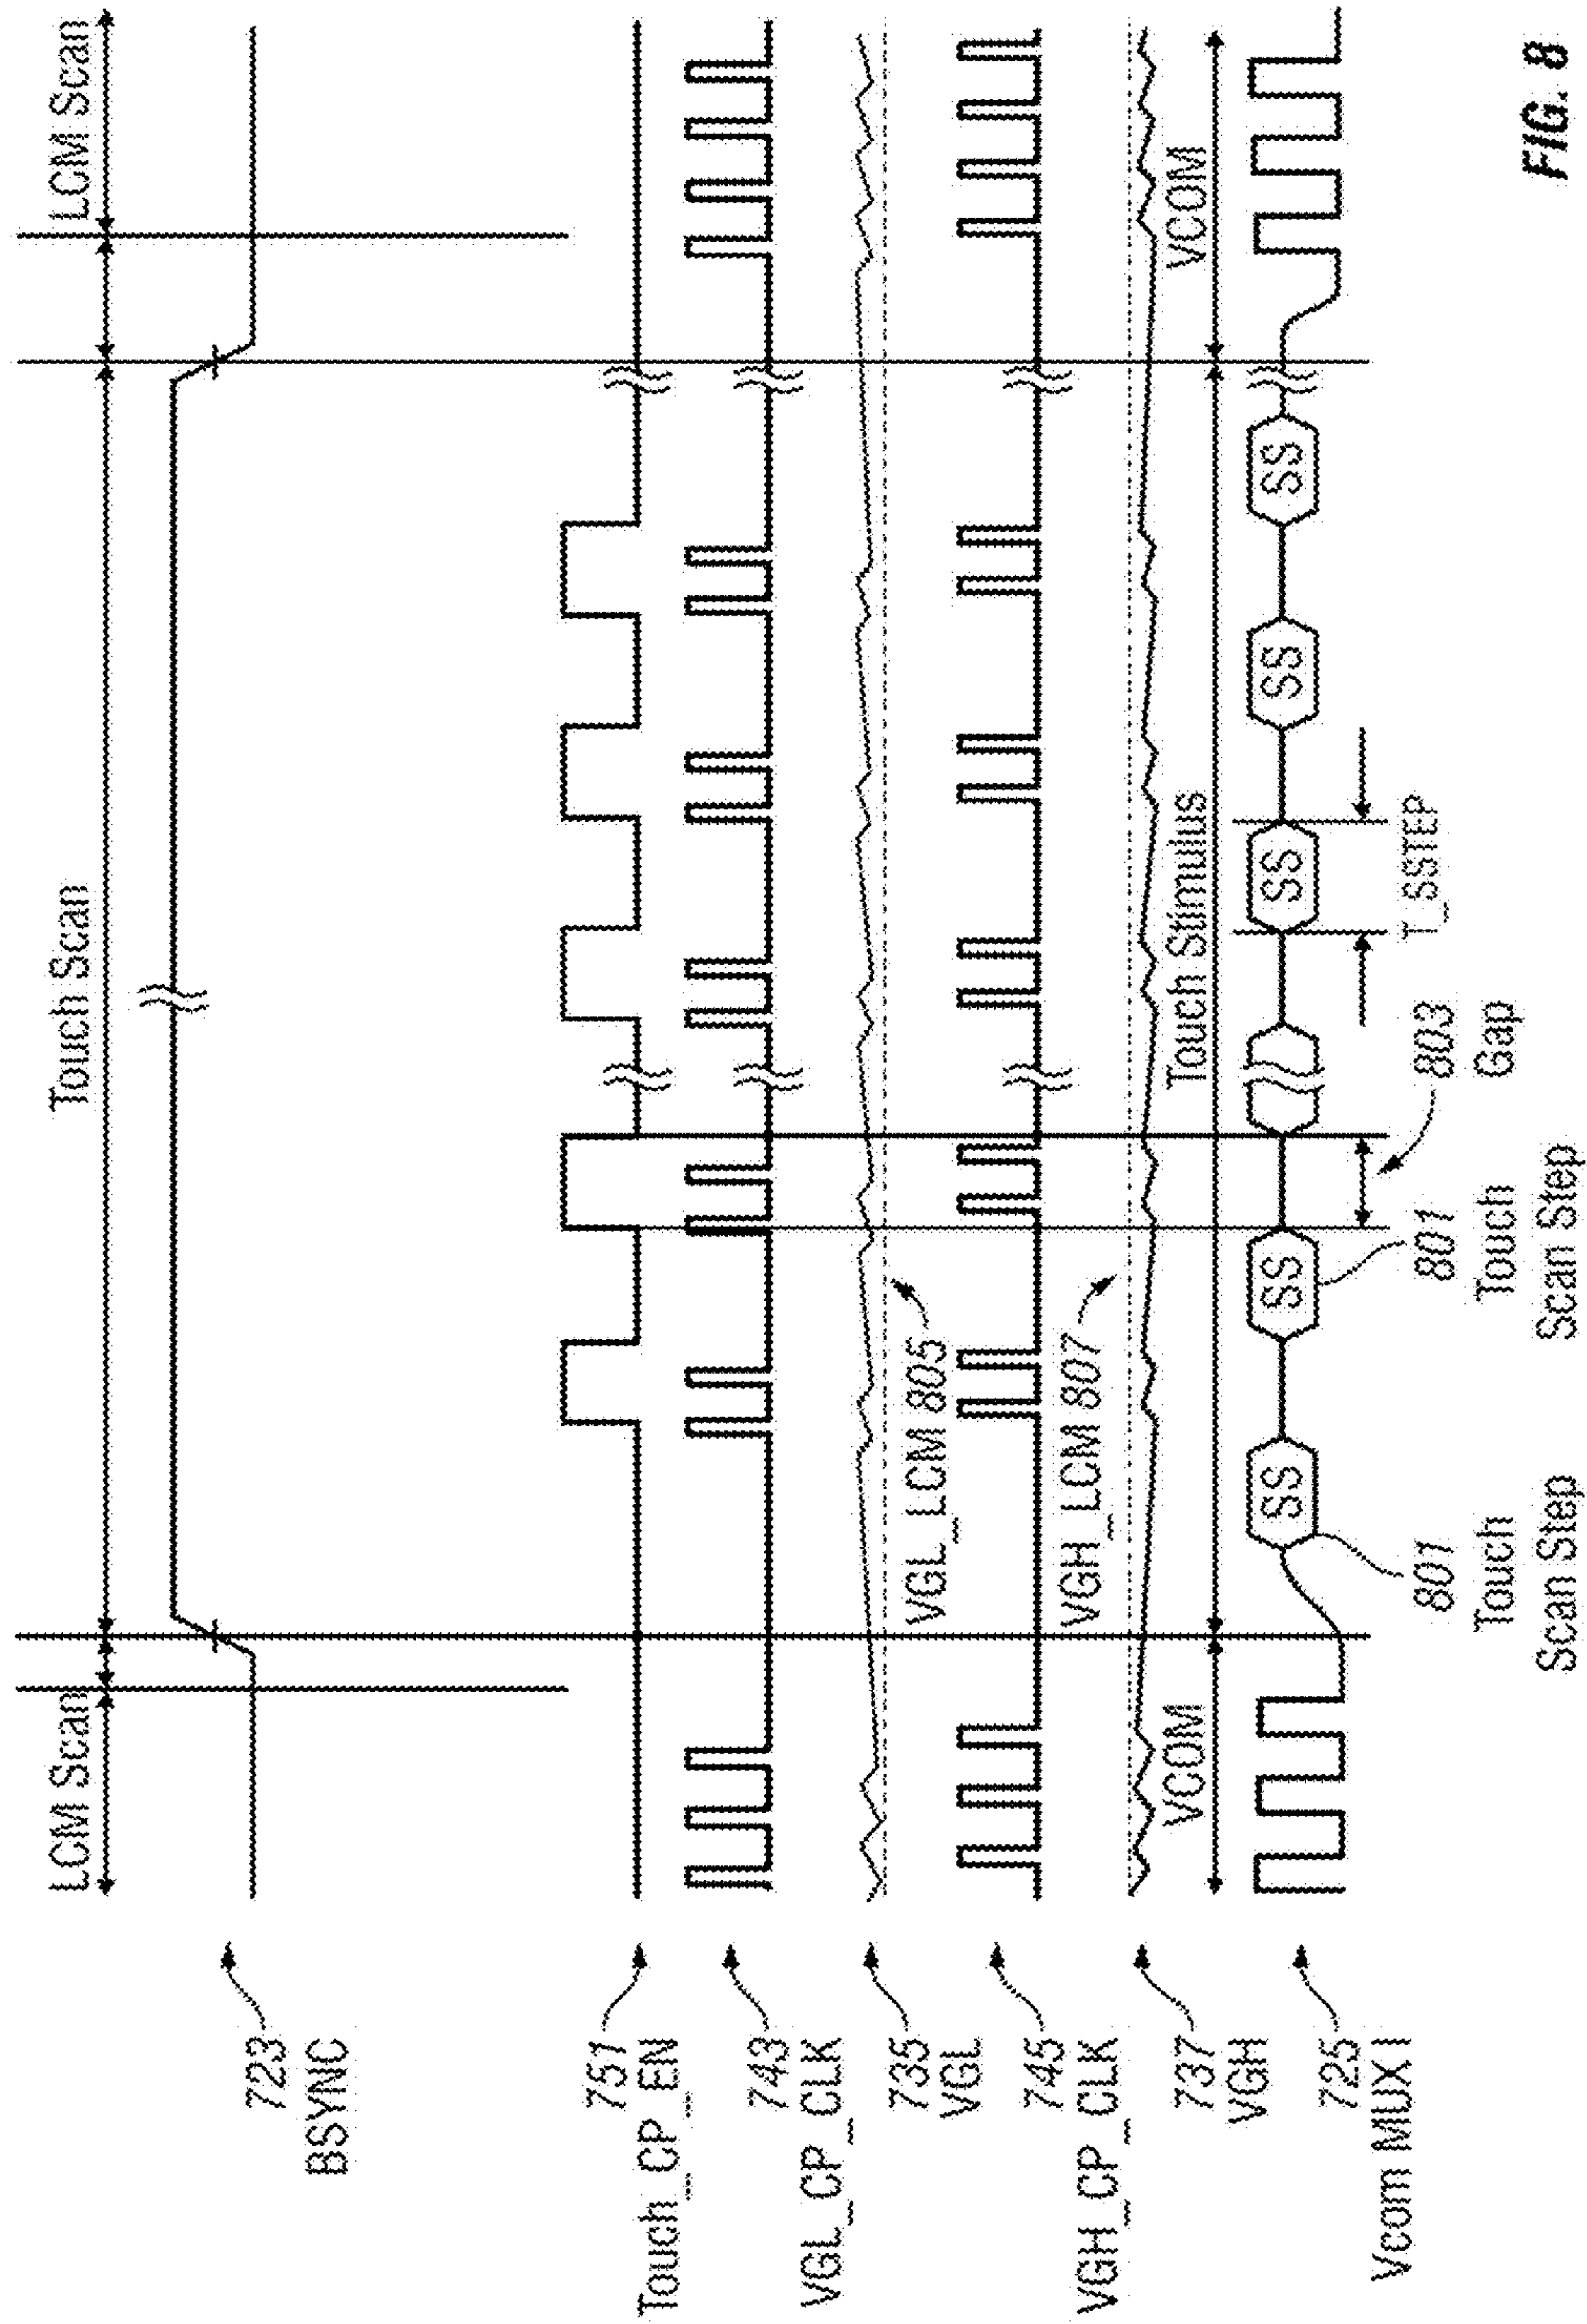 LCM Scan
Touch Scan
LCM Scan
723
BSYNC
751
Touch_CP_EN
743
VGL_CP_CLK
735
VGL
VGL_LCM 805
745
VGH_CP_CLK
VGH_LCM 807
737
VGH
VCOM
Touch Stimulus
VCOM
725
Vcom MUX I
SS
SS
SS
SS
SS
801
Touch
Scan Step
801
Touch
Scan Step
803
Gap
T_SSTEP
FIG. 8